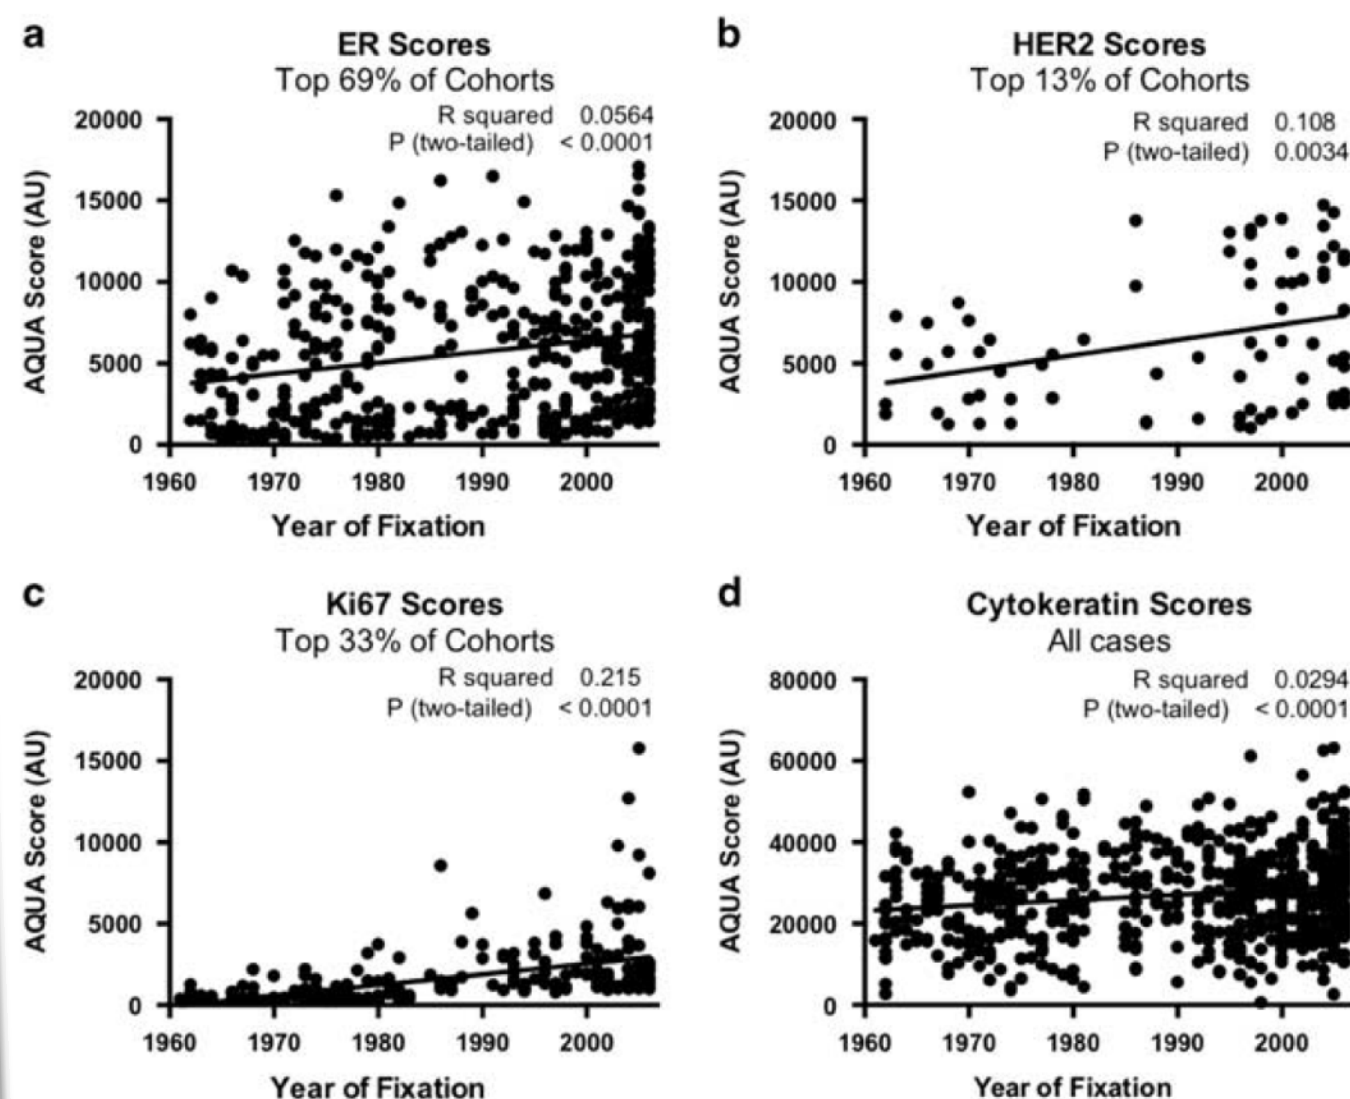 a
ER Scores
Top 69% of Cohorts
R squared 0.0564
P (two-tailed) < 0.0001
AQUA Score (AU)
20000
15000
10000
5000
0
1960 1970 1980 1990 2000
Year of Fixation
b
HER2 Scores
Top 13% of Cohorts
R squared 0.108
P (two-tailed) 0.0034
AQUA Score (AU)
20000
15000
10000
5000
0
1960 1970 1980 1990 2000
Year of Fixation
c
Ki67 Scores
Top 33% of Cohorts
R squared 0.215
P (two-tailed) < 0.0001
AQUA Score (AU)
20000
15000
10000
5000
0
1960 1970 1980 1990 2000
Year of Fixation
d
Cytokeratin Scores
All cases
R squared 0.0294
P (two-tailed) < 0.0001
AQUA Score (AU)
80000
60000
40000
20000
0
1960 1970 1980 1990 2000
Year of Fixation